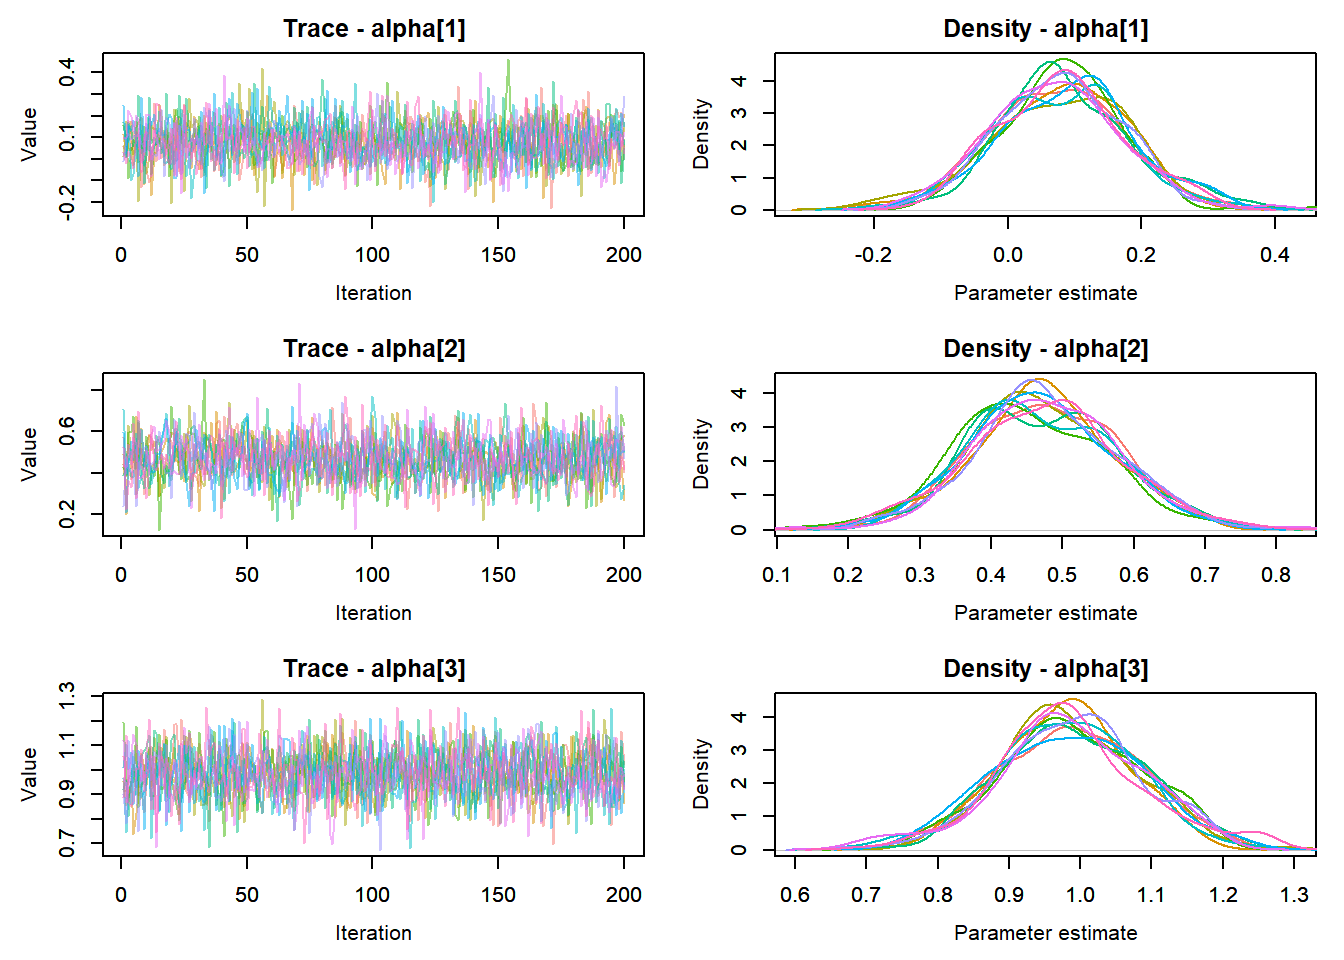 Trace - alpha[1]
Value
0.4
0.1
-0.2
0 50 100 150 200
Iteration
Density - alpha[1]
Density
4
3
2
1
0
-0.2 0.0 0.2 0.4
Parameter estimate
Trace - alpha[2]
Value
0.6
0.2
0 50 100 150 200
Iteration
Density - alpha[2]
Density
4
3
2
1
0
0.1 0.2 0.3 0.4 0.5 0.6 0.7 0.8
Parameter estimate
Trace - alpha[3]
Value
1.3
1.1
0.9
0.7
0 50 100 150 200
Iteration
Density - alpha[3]
Density
4
3
2
1
0
0.6 0.7 0.8 0.9 1.0 1.1 1.2 1.3
Parameter estimate